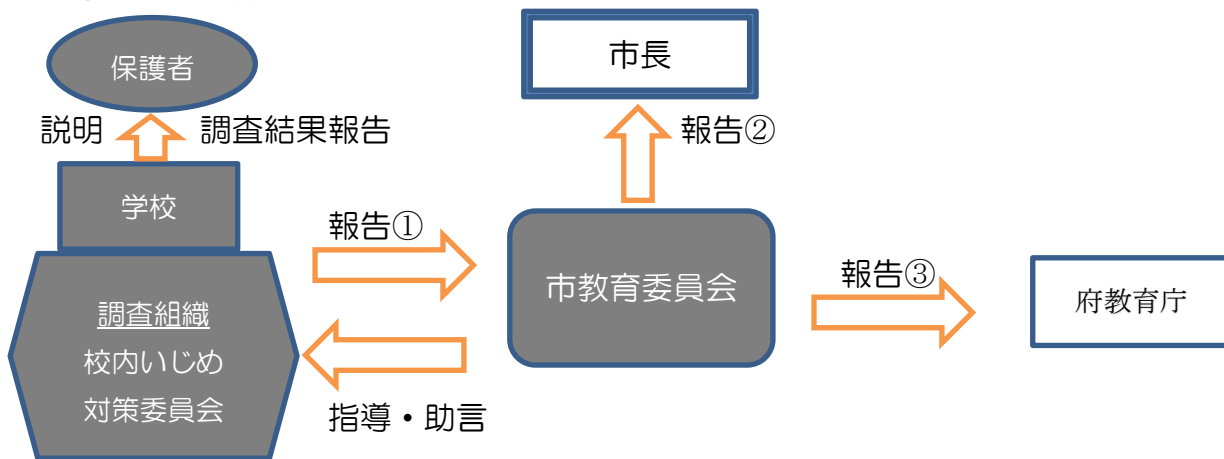 保護者
市長
説明
調査結果報告
報告②
学校
報告①
市教育委員会
報告③
府教育庁
調査組織
校内いじめ
対策委員会
指導・助言